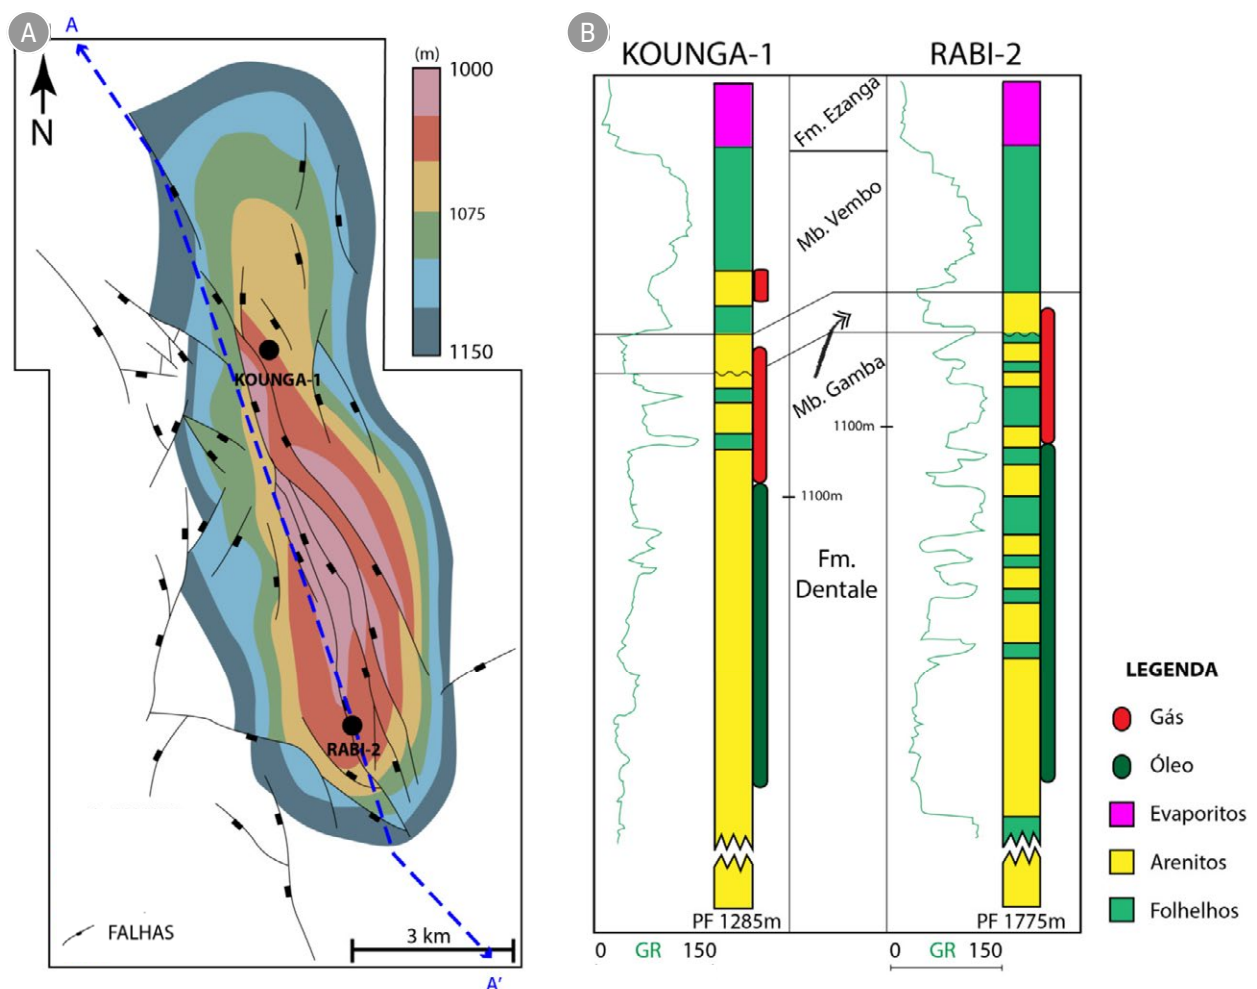 A
A
(m)
1000
N
1075
1150
KOUNGA-1
RABI-2
FALHAS
3 km
A'
B
KOUNGA-1
RABI-2
Fm. Ezanga
Mb. Vembo
Mb. Gamba
1100m
1100m
Fm.
Dentale
PF 1285m
PF 1775m
0 GR 150
0 GR 150
LEGENDA
Gás
Óleo
Evaporitos
Arenitos
Folhelhos